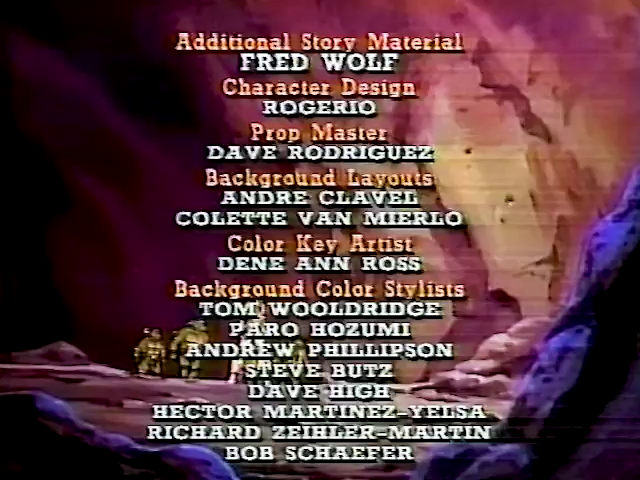 Additional Story Material
FRED WOLF
Character Design
ROGERIO
Prop Master
DAVE RODRIGUEZ
Background Layouts
ANDRE CLAVEL
COLETTE VAN MIERLO
Color Key Artist
DENE ANN ROSS
Background Color Stylists
TOM WOOLDRIDGE
PARO HOZUMI
ANDREW PHILLIPSON
STEVE BUTZ
DAVE HIGH
HECTOR MARTINEZ-YELSA
RICHARD ZEIHLER-MARTIN
BOB SCHAEFER